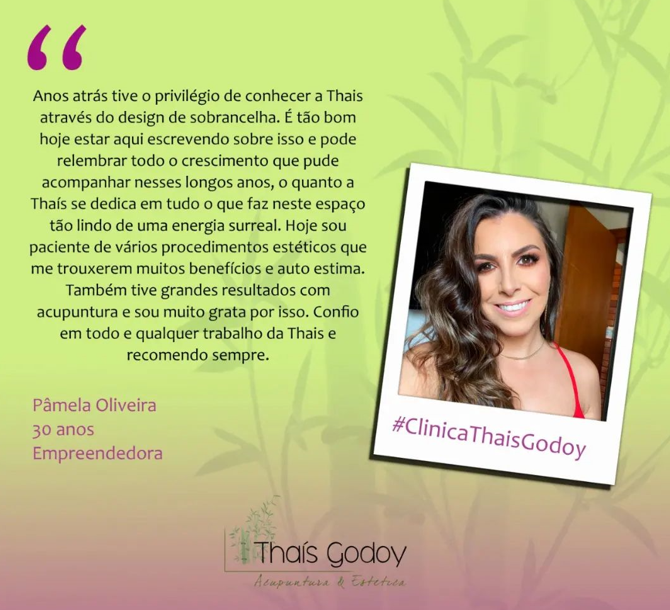 Anos atrás tive o privilégio de conhecer a Thais
através do design de sobrancelha. É tão bom
hoje estar aqui escrevendo sobre isso e pode
relembrar todo o crescimento que pude
acompanhar nesses longos anos, o quanto a
Thaís se dedica em tudo o que faz neste espaço
tão lindo de uma energia surreal. Hoje sou
paciente de vários procedimentos estéticos que
me trouxerem muitos benefícios e auto estima.
Também tive grandes resultados com
acupuntura e sou muito grata por isso. Confio
em todo e qualquer trabalho da Thais e
recomendo sempre.
Pâmela Oliveira
30 anos
Empreendedora
#ClinicaThaisGodoy
Thaís Godoy
Acupuntura & Estética